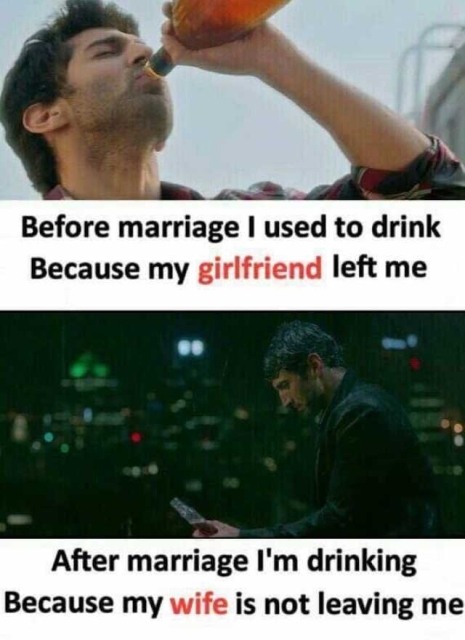 Before marriage I used to drink
Because my girlfriend left me
After marriage I'm drinking
Because my wife is not leaving me